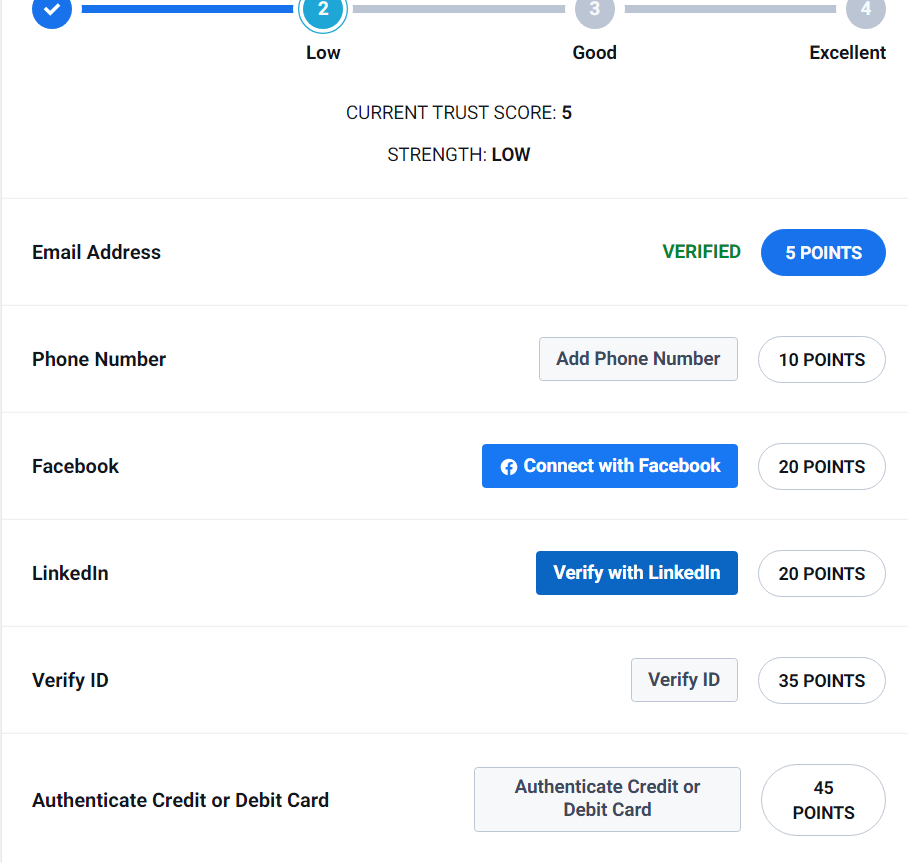 2
3
4
Low
Good
Excellent
CURRENT TRUST SCORE: 5
STRENGTH: LOW
Email Address
VERIFIED
5 POINTS
Phone Number
Add Phone Number
10 POINTS
Facebook
Connect with Facebook
20 POINTS
LinkedIn
Verify with LinkedIn
20 POINTS
Verify ID
Verify ID
35 POINTS
Authenticate Credit or Debit Card
Authenticate Credit or
Debit Card
45
POINTS